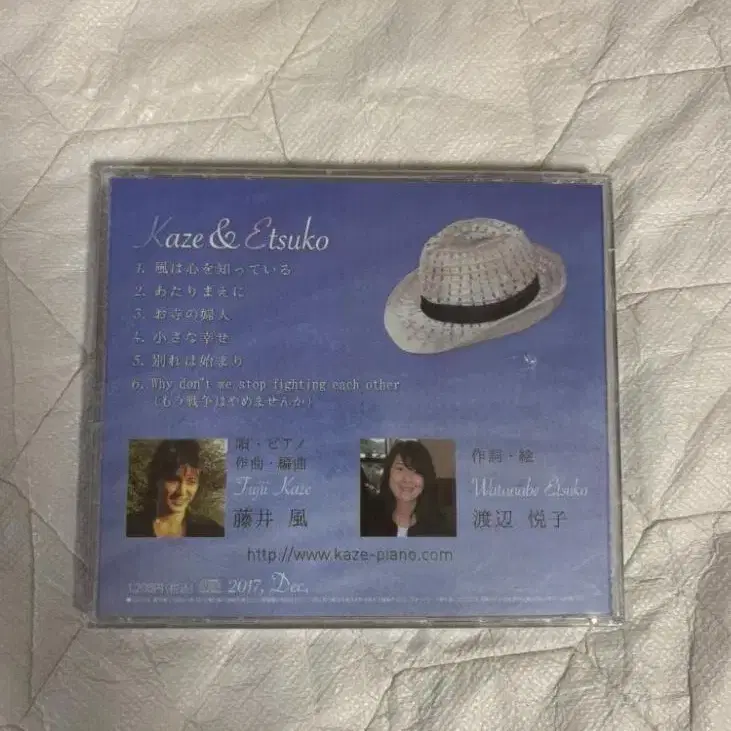 Kaze & Etsuko
1. 風は心を知っている
2. あたりまえに
3. お寺の婦人
4. 小さな幸せ
5. 別れは始まり
6. Why don't we stop fighting each other
(もう戦争はやめませんか)
唄・ピアノ
作曲・編曲
Fujii Kaze
藤井 風
作詞・絵
Watanabe Etsuko
渡辺 悦子
http://www.kaze-piano.com
2017, Dec.